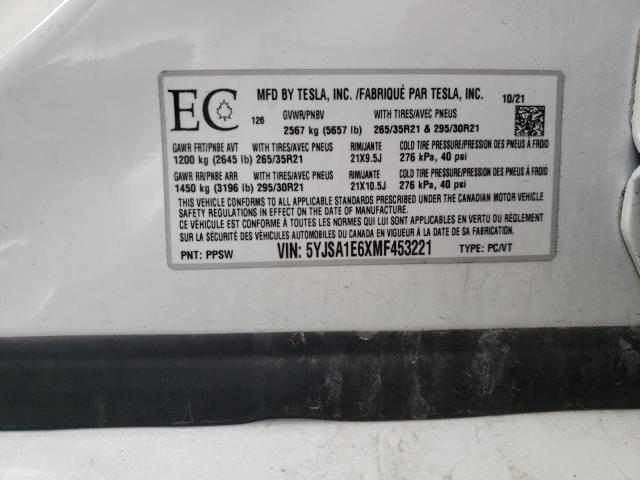 MFD BY TESLA, INC. /FABRIQUÉ PAR TESLA, INC. 10/21
EC 126 GVWR/PNBV WITH TIRES/AVEC PNEUS
2567 kg (5657 lb) 265/35R21 & 295/30R21
GAWR FRT/PNBE AVT WITH TIRES/AVEC PNEUS RIM/JANTE COLD TIRE PRESSURE/PRESSION DES PNEUS À FROID
1200 kg (2645 lb) 265/35R21 21X9.5J 276 kPa, 40 psi
GAWR RR/PNBE ARR WITH TIRES/AVEC PNEUS RIM/JANTE COLD TIRE PRESSURE/PRESSION DES PNEUS À FROID
1450 kg (3196 lb) 295/30R21 21X10.5J 276 kPa, 40 psi
THIS VEHICLE CONFORMS TO ALL APPLICABLE STANDARDS PRESCRIBED UNDER THE CANADIAN MOTOR VEHICLE
SAFETY REGULATIONS IN EFFECT ON THE DATE OF MANUFACTURE.
CE VÉHICULE EST CONFORME À TOUTES LES NORMES QUI LUI SONT APPLICABLES EN VERTU DU RÈGLEMENT
SUR LA SÉCURITÉ DES VÉHICULES AUTOMOBILES DU CANADA EN VIGUEUR À LA DATE DE SA FABRICATION.
PNT: PPSW VIN: 5YJSA1E6XMF453221 TYPE: PC/VT